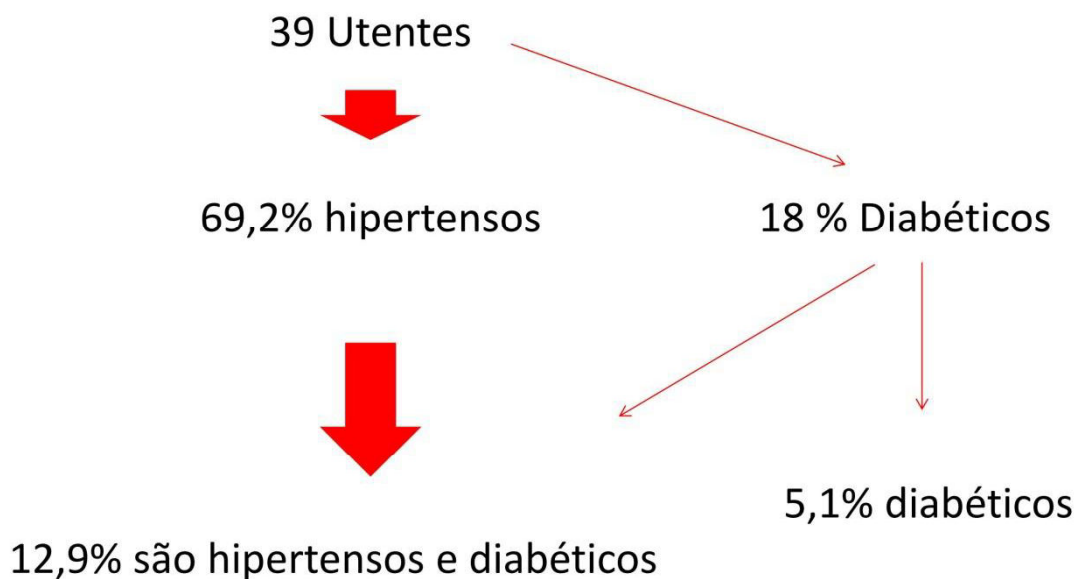 39 Utentes
69,2% hipertensos
18 % Diabéticos
5,1% diabéticos
12,9% são hipertensos e diabéticos